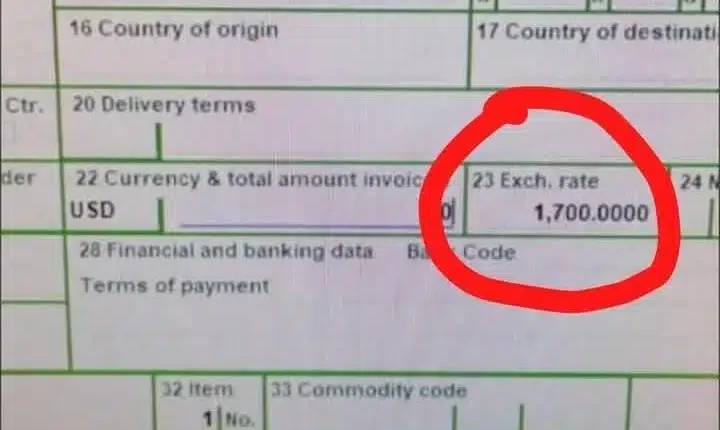 16 Country of origin
17 Country of destinati
Ctr.
20 Delivery terms
der
22 Currency & total amount invoic
23 Exch. rate
24
USD
0
1,700.0000
28 Financial and banking data
Code
Terms of payment
32 Item
33 Commodity code
1 No.